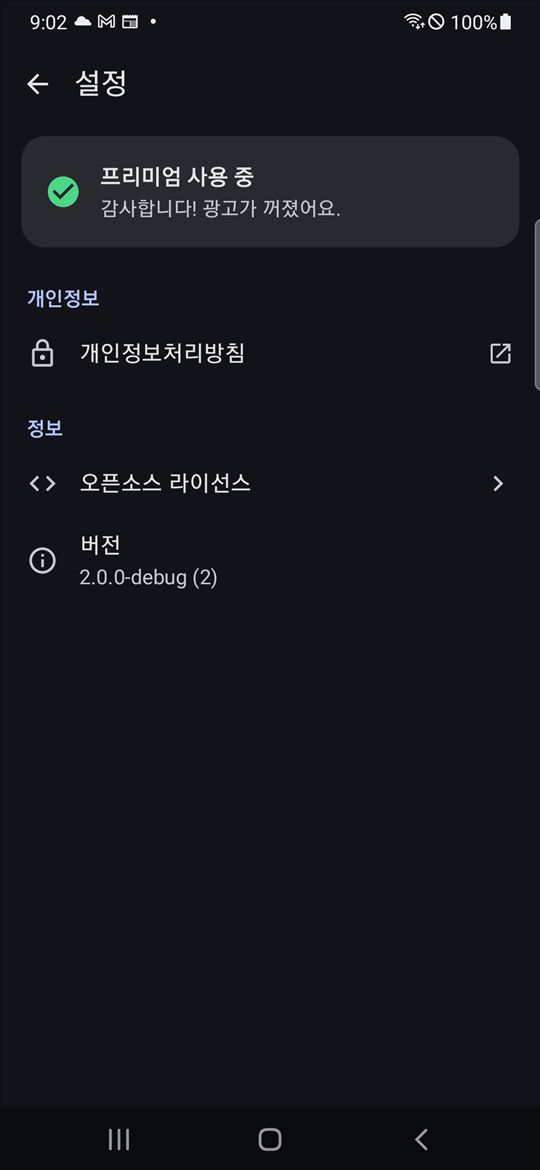 9:02
100%
설정
프리미엄 사용 중
감사합니다! 광고가 꺼졌어요.
개인정보
개인정보처리방침
정보
오픈소스 라이선스
버전
2.0.0-debug (2)